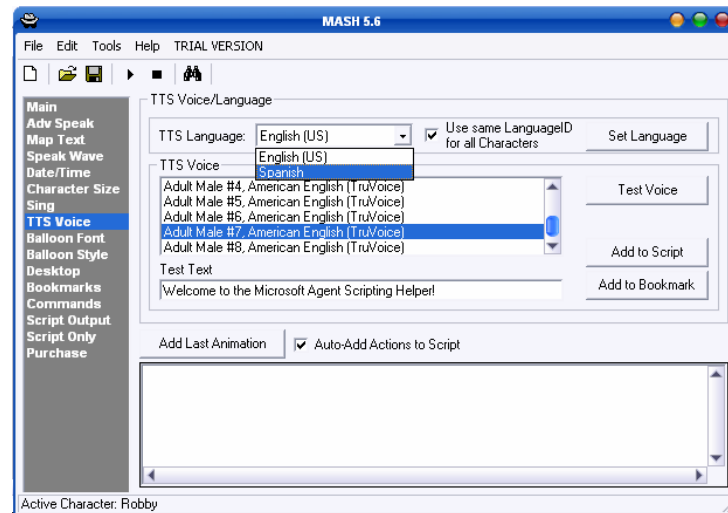 MASH 5.6
File Edit Tools Help TRIAL VERSION
Main
Adv Speak
Map Text
Speak Wave
Date/Time
Character Size
Sing
TTS Voice
Balloon Font
Balloon Style
Desktop
Bookmarks
Commands
Script Output
Script Only
Purchase
TTS Voice/Language
TTS Language: English (US)
Use same LanguageID
for all Characters
Set Language
English (US)
Spanish
TTS Voice
Adult Male #4, American English (TruVoice)
Adult Male #5, American English (TruVoice)
Adult Male #6, American English (TruVoice)
Adult Male #7, American English (TruVoice)
Adult Male #8, American English (TruVoice)
Test Voice
Add to Script
Add to Bookmark
Test Text
Welcome to the Microsoft Agent Scripting Helper!
Add Last Animation
Auto-Add Actions to Script
Active Character: Robby